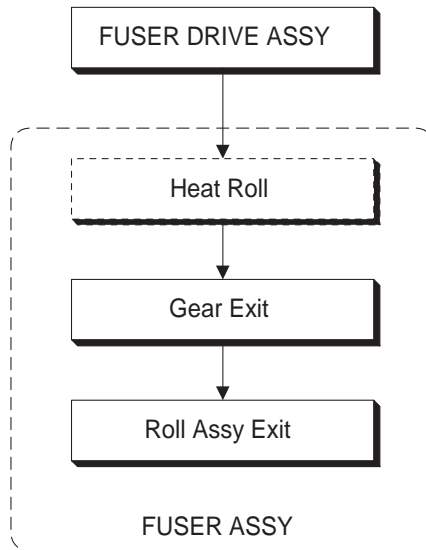 FUSER DRIVE ASSY
Heat Roll
Gear Exit
Roll Assy Exit
FUSER ASSY